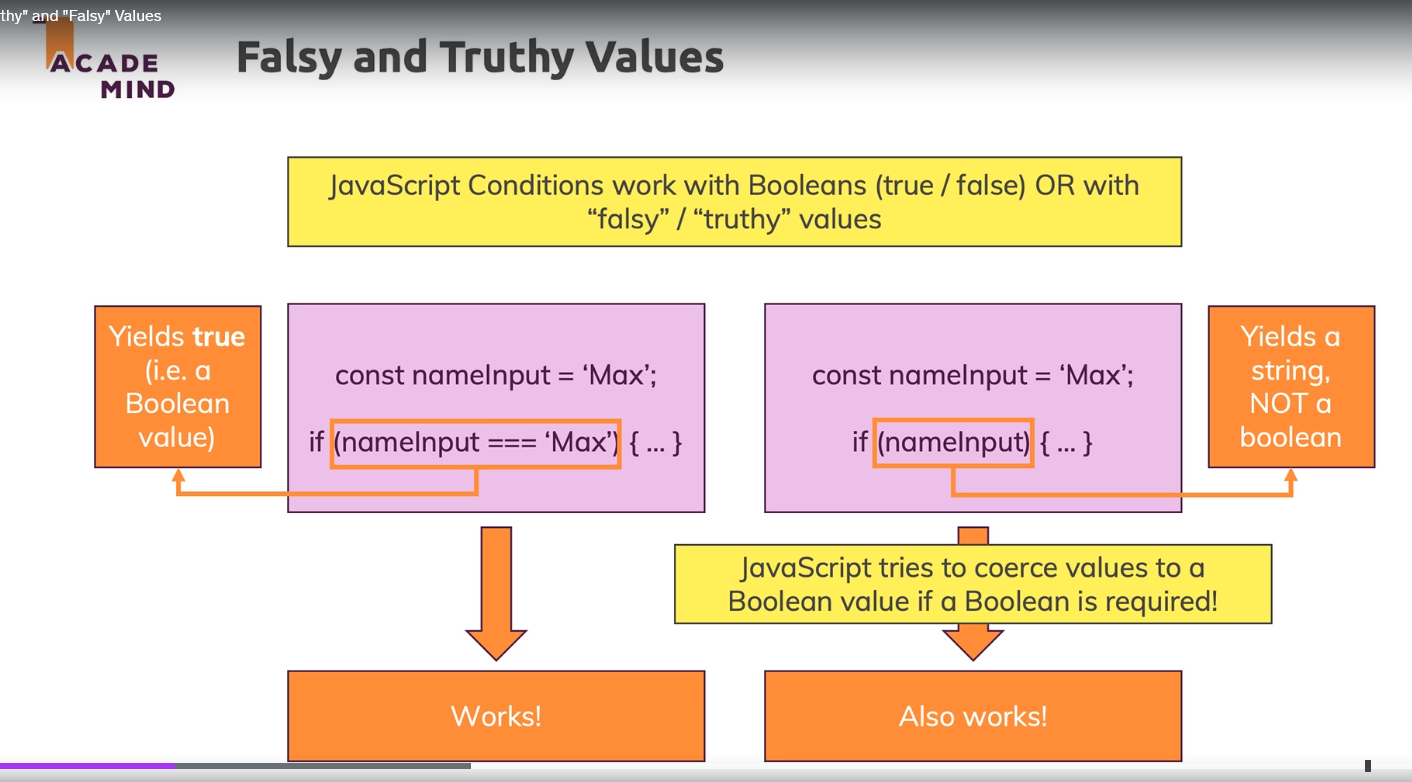 thy" and "Falsy" Values
ACADE
MIND
Falsy and Truthy Values
JavaScript Conditions work with Booleans (true / false) OR with
“falsy” / “truthy” values
Yields true
(i.e. a
Boolean
value)
const nameInput = ‘Max’;
if (nameInput === ‘Max’) { ... }
const nameInput = ‘Max’;
if (nameInput) { ... }
Yields a
string,
NOT a
boolean
JavaScript tries to coerce values to a
Boolean value if a Boolean is required!
Works!
Also works!